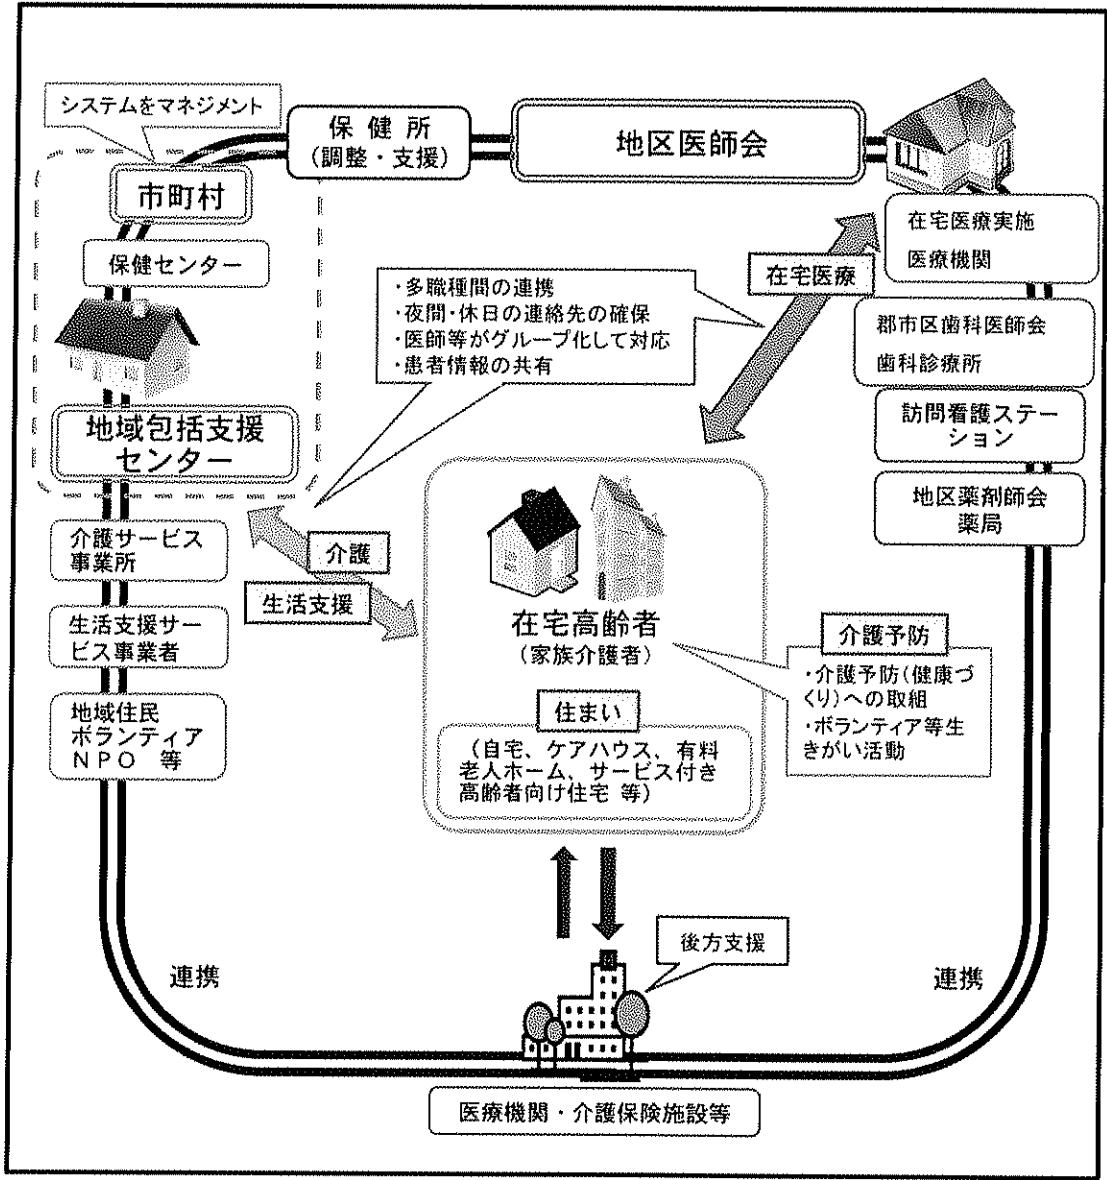 システムをマネジメント
保健所
(調整・支援)
地区医師会
市町村
保健センター
地域包括支援
センター
介護サービス
事業所
生活支援サー
ビス事業者
地域住民
ボランティア
NPO 等
・多職種間の連携
・夜間・休日の連絡先の確保
・医師等がグループ化して対応
・患者情報の共有
在宅医療
在宅医療実施
医療機関
郡市区歯科医師会
歯科診療所
訪問看護ステー
ション
地区薬剤師会
薬局
介護
生活支援
在宅高齢者
(家族介護者)
住まい
(自宅、ケアハウス、有料
老人ホーム、サービス付き
高齢者向け住宅 等)
介護予防
・介護予防(健康づ
くり)への取組
・ボランティア等生
きがい活動
後方支援
連携
連携
医療機関・介護保険施設等